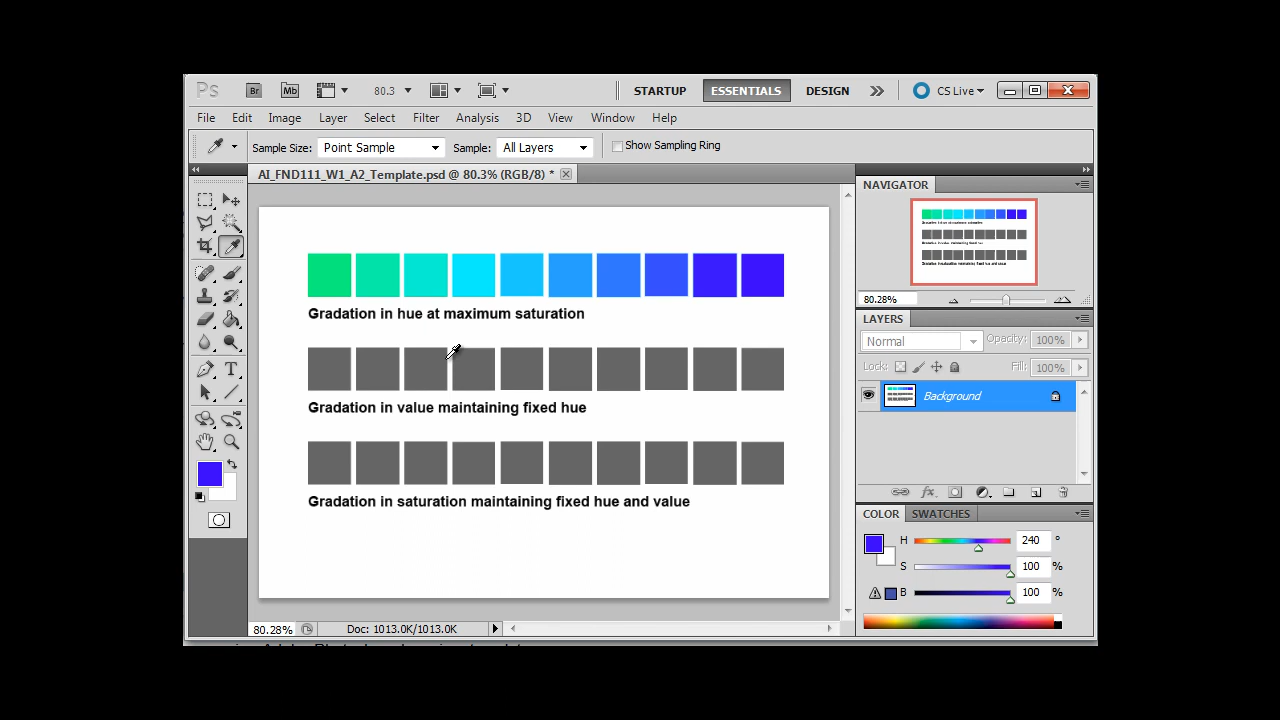 Ps Br Mb 80.3 STARTUP ESSENTIALS DESIGN CS Live
File Edit Image Layer Select Filter Analysis 3D View Window Help
Sample Size: Point Sample Sample: All Layers Show Sampling Ring
AI_FND111_W1_A2_Template.psd @ 80.3% (RGB/8) *
NAVIGATOR
Gradation in hue at maximum saturation
80.28%
LAYERS
Normal Opacity: 100%
Lock: Fill: 100%
Background
Gradation in value maintaining fixed hue
Gradation in saturation maintaining fixed hue and value
COLOR SWATCHES
H 240 °
S 100 %
B 100 %
80.28% Doc: 1013.0K/1013.0K